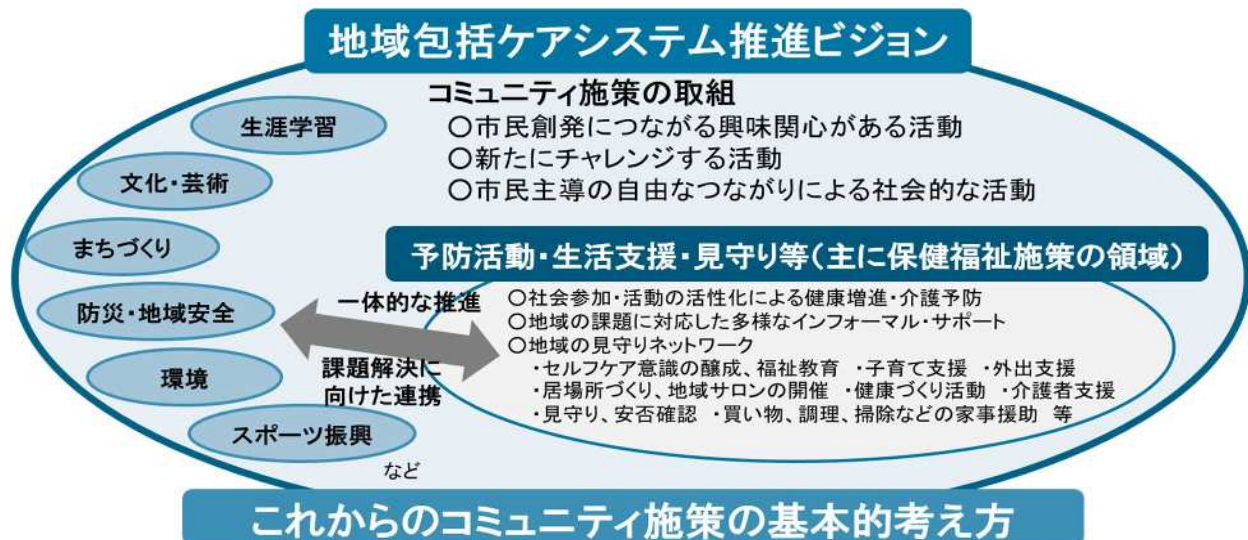 地域包括ケアシステム推進ビジョン
コミュニティ施策の取組
〇市民創発につながる興味関心がある活動
〇新たにチャレンジする活動
〇市民主導の自由なつながりによる社会的な活動
生涯学習
文化・芸術
まちづくり
防災・地域安全
環境
スポーツ振興
など
一体的な推進
課題解決に
向けた連携
予防活動・生活支援・見守り等(主に保健福祉施策の領域)
〇社会参加・活動の活性化による健康増進・介護予防
〇地域の課題に対応した多様なインフォーマル・サポート
〇地域の見守りネットワーク
・セルフケア意識の醸成、福祉教育 ・子育て支援 ・外出支援
・居場所づくり、地域サロンの開催 ・健康づくり活動 ・介護者支援
・見守り、安否確認 ・買い物、調理、掃除などの家事援助 等
これからのコミュニティ施策の基本的考え方